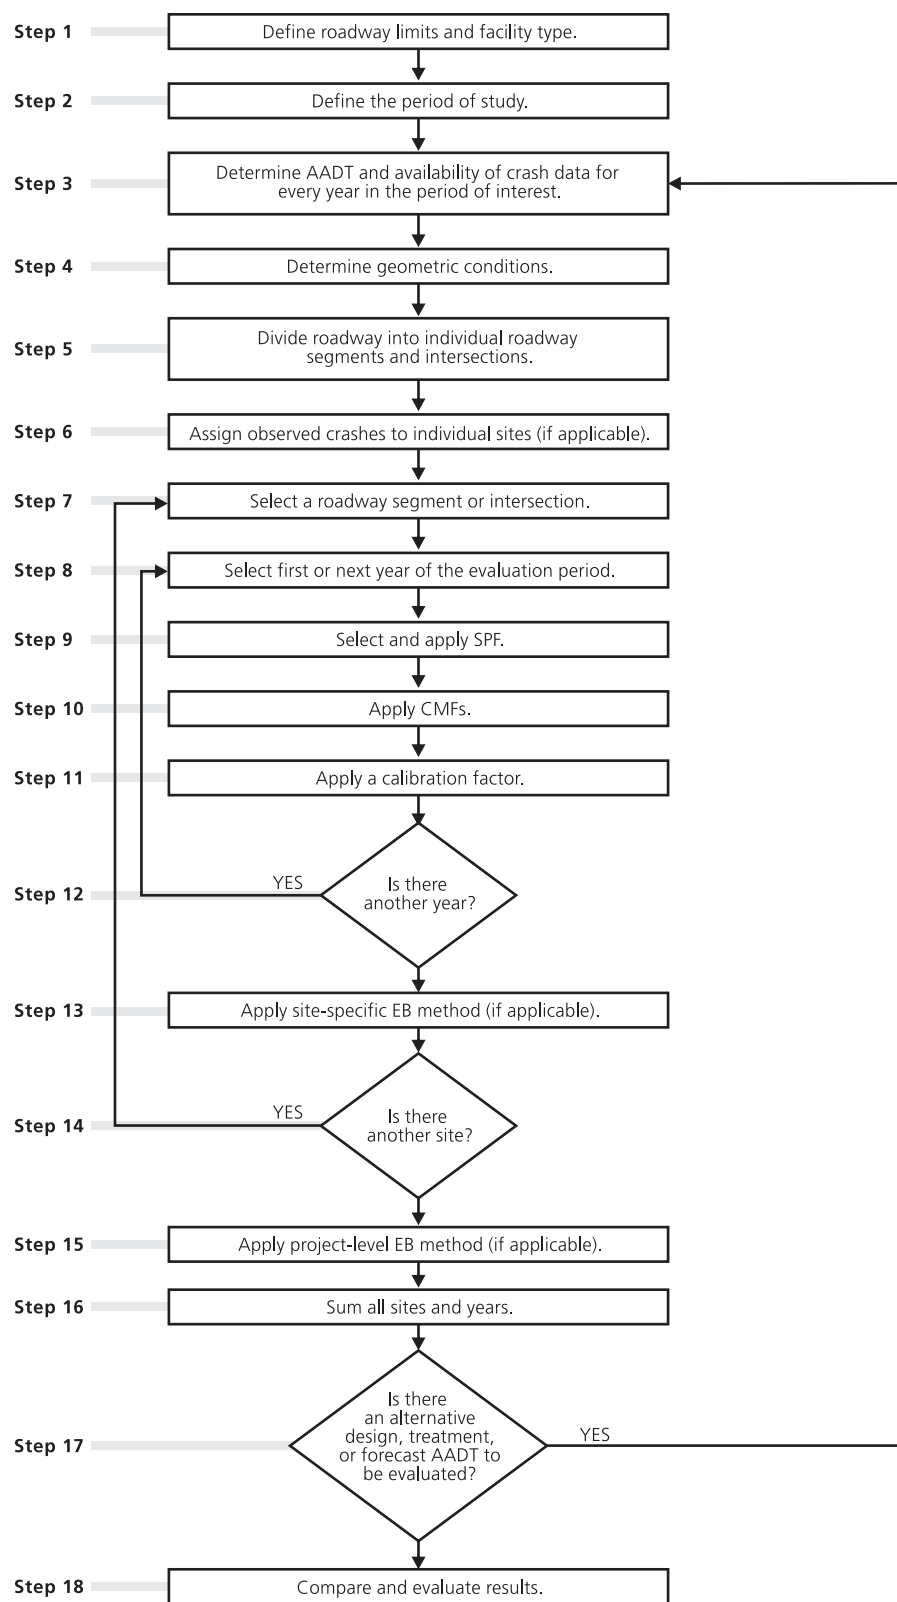 Step 1
Define roadway limits and facility type.
Step 2
Define the period of study.
Step 3
Determine AADT and availability of crash data for
every year in the period of interest.
Step 4
Determine geometric conditions.
Step 5
Divide roadway into individual roadway
segments and intersections.
Step 6
Assign observed crashes to individual sites (if applicable).
Step 7
Select a roadway segment or intersection.
Step 8
Select first or next year of the evaluation period.
Step 9
Select and apply SPF.
Step 10
Apply CMFs.
Step 11
Apply a calibration factor.
Step 12
YES
Is there
another year?
Step 13
Apply site-specific EB method (if applicable).
Step 14
YES
Is there
another site?
Step 15
Apply project-level EB method (if applicable).
Step 16
Sum all sites and years.
Step 17
Is there
an alternative
design, treatment,
or forecast AADT to
be evaluated?
YES
Step 18
Compare and evaluate results.